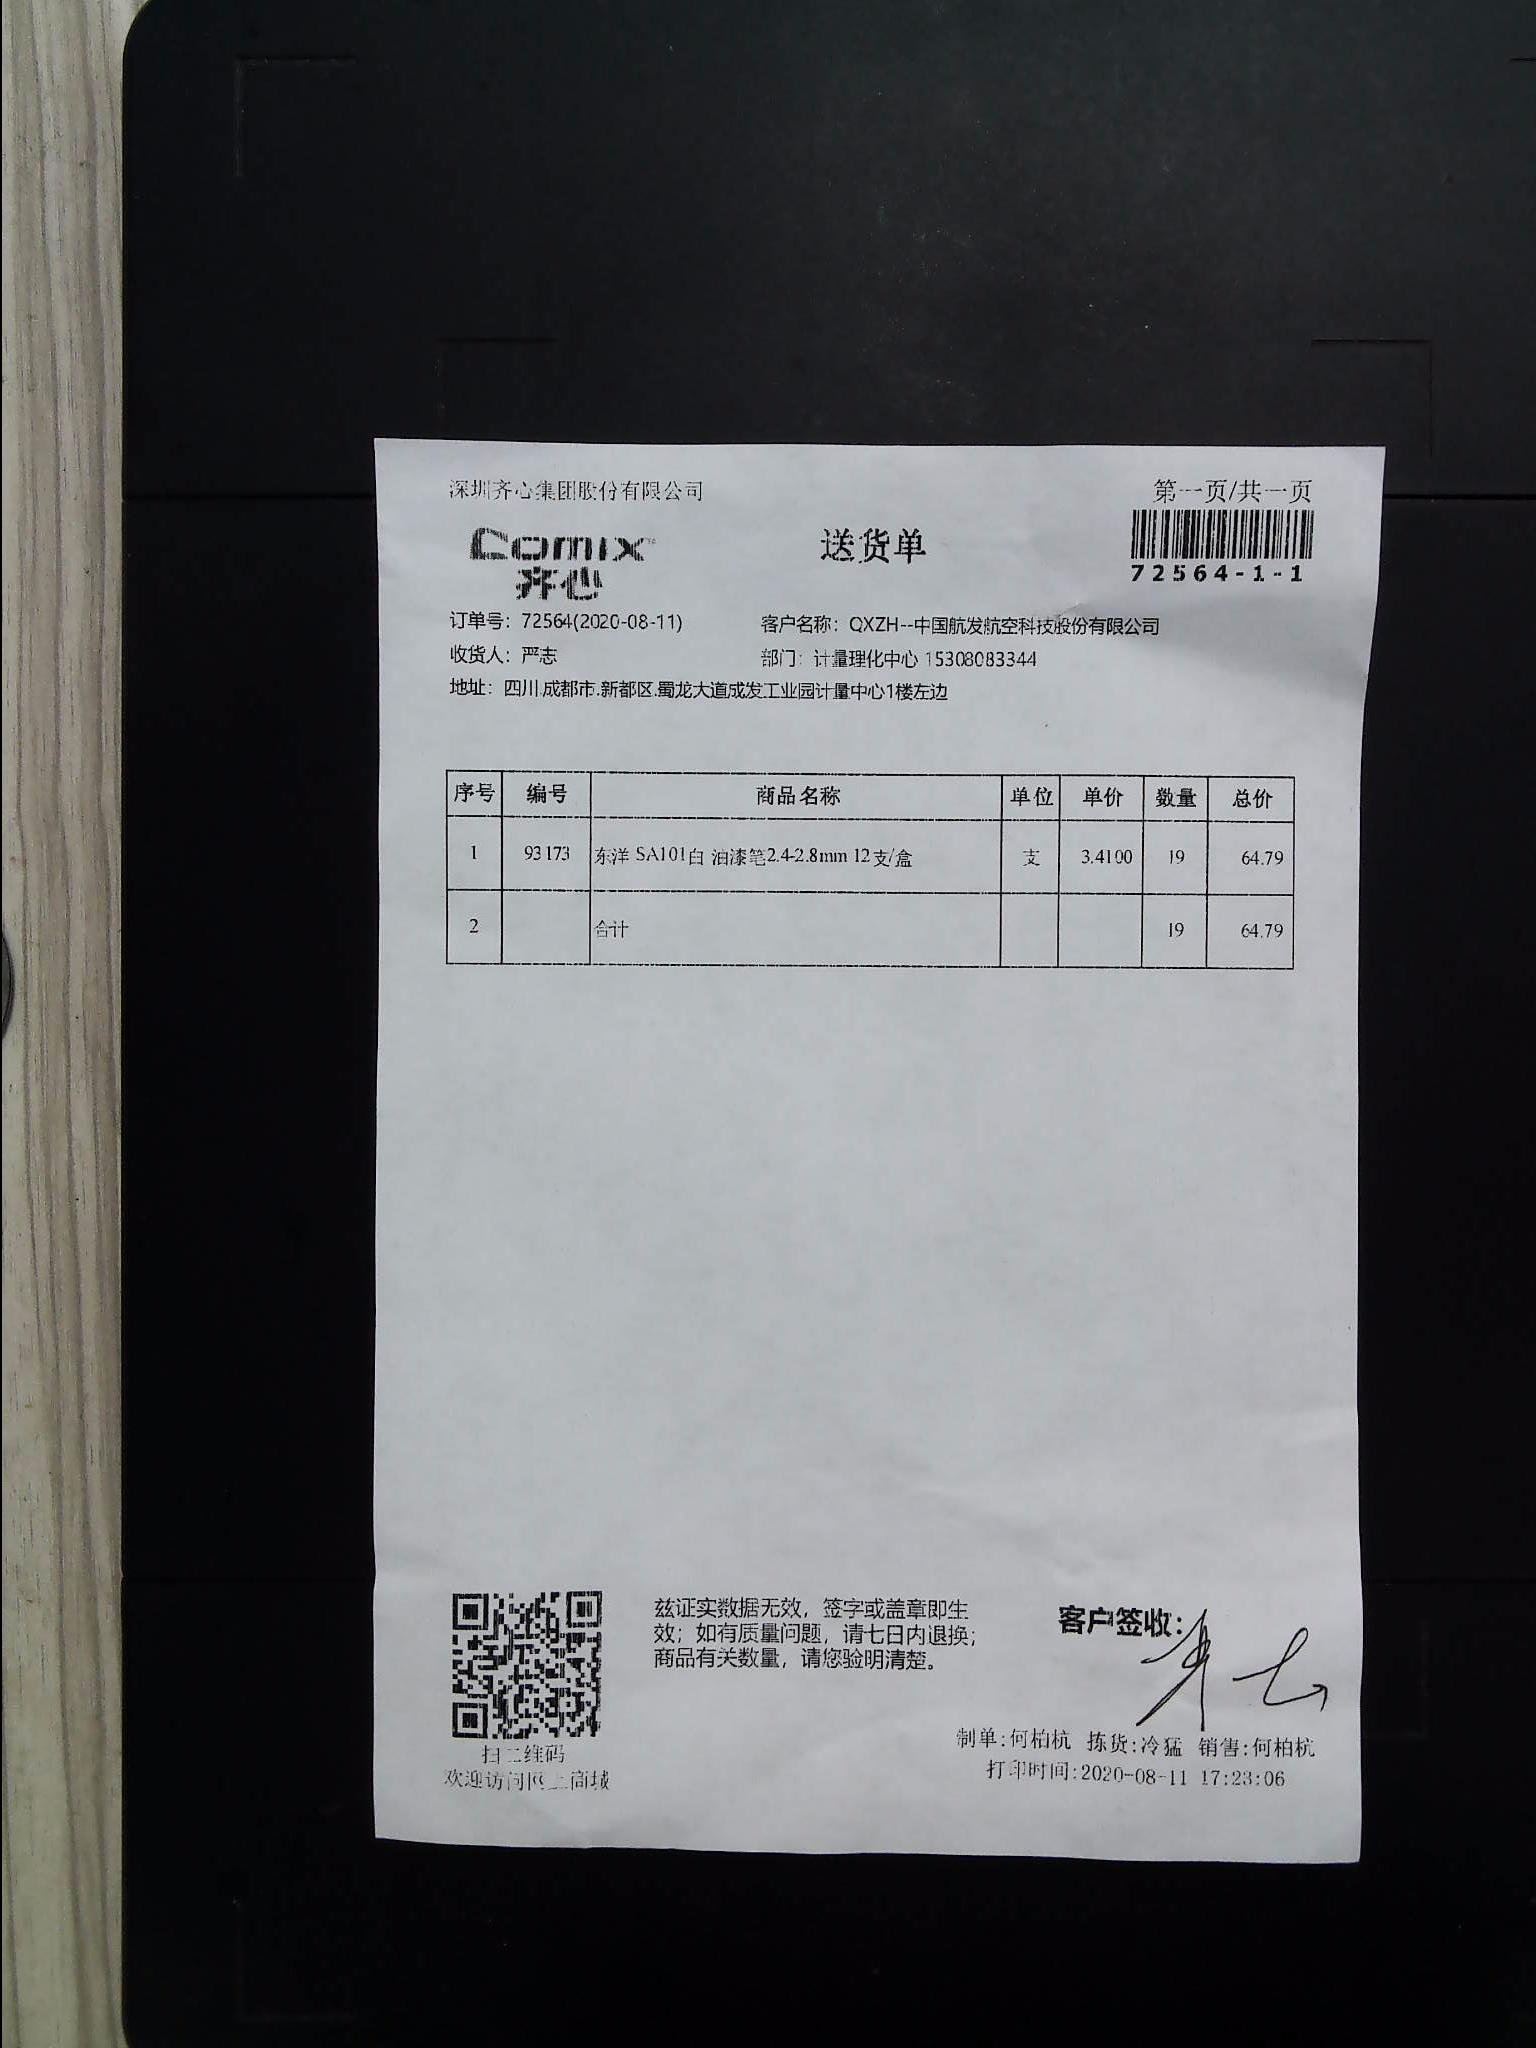 深圳齐心集团股份有限公司
第一页/共一页
Comix
齐心
送货单
72564-1-1
订单号：72564(2020-08-11)
客户名称：QXZH--中国航发航空科技股份有限公司
收货人：严志
部门：计量理化中心 15308083344
地址：四川.成都市.新都区.蜀龙大道成发工业园计量中心1楼左边
序号 编号 商品名称 单位 单价 数量 总价
1 93173 东洋 SA101白 油漆笔2.4-2.8mm 12支/盒 支 3.4100 19 64.79
2 合计 19 64.79
兹证实数据无效，签字或盖章即生
效；如有质量问题，请七日内退换；
商品有关数量，请您验明清楚。
客户签收：
扫二维码
欢迎访问网上商城
制单:何柏杭 拣货:冷猛 销售:何柏杭
打印时间:2020-08-11 17:23:06